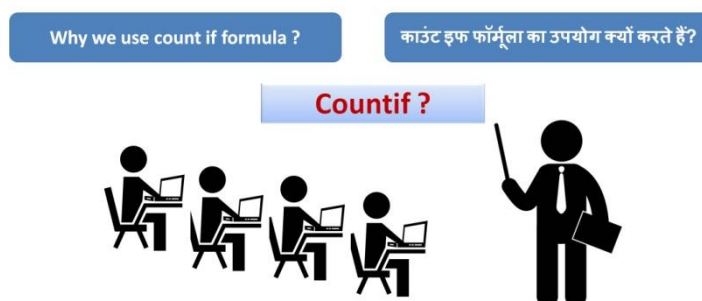 Why we use count if formula ?
काउंट इफ फॉर्मूला का उपयोग क्यों करते हैं?
Countif ?